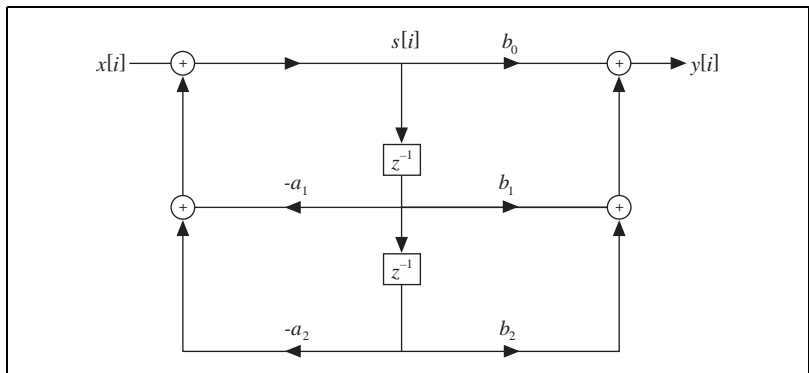 s[i] b₀
x[i] + + y[i]
z⁻¹
-a₁ b₁
+ +
z⁻¹
-a₂ b₂